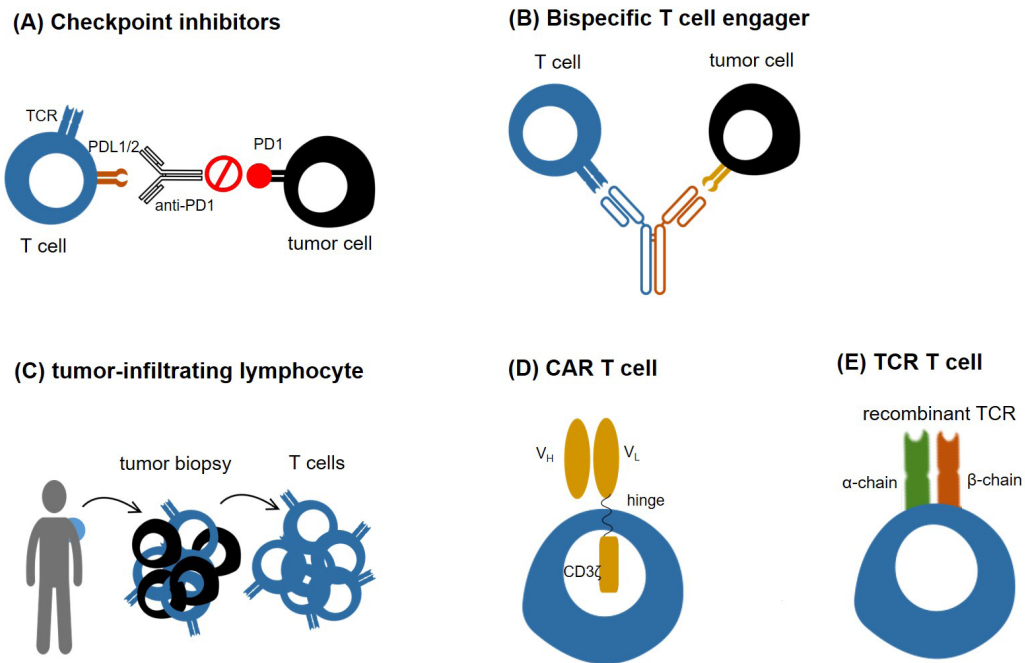 (A) Checkpoint inhibitors
TCR
PDL1/2
PD1
anti-PD1
T cell
tumor cell
(B) Bispecific T cell engager
T cell
tumor cell
(C) tumor-infiltrating lymphocyte
tumor biopsy
T cells
(D) CAR T cell
VH
VL
hinge
CD3ζ
(E) TCR T cell
recombinant TCR
α-chain
β-chain